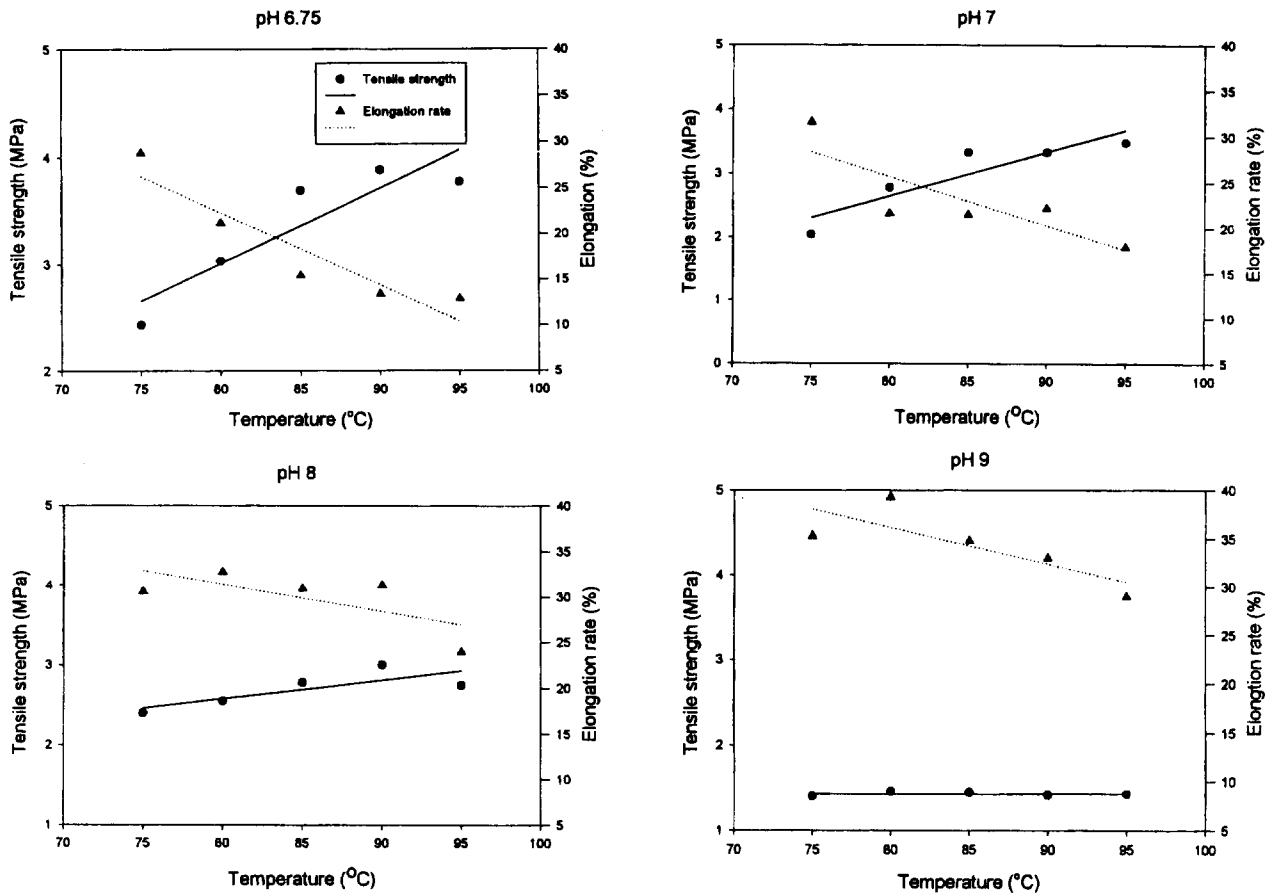 pH 6.75
5
4
3
2
40
35
30
25
20
15
10
5
70 75 80 85 90 95 100
Tensile strength (MPa)
Elongation (%)
Temperature (°C)
Tensile strength
Elongation rate
pH 7
5
4
3
2
1
0
40
35
30
25
20
15
10
5
70 75 80 85 90 95 100
Tensile strength (MPa)
Elongation rate (%)
Temperature (°C)
pH 8
5
4
3
2
1
40
35
30
25
20
15
10
5
70 75 80 85 90 95 100
Tensile strength (MPa)
Elongation rate (%)
Temperature (°C)
pH 9
5
4
3
2
1
40
35
30
25
20
15
10
5
70 75 80 85 90 95 100
Tensile strength (MPa)
Elongtion rate (%)
Temperature (°C)